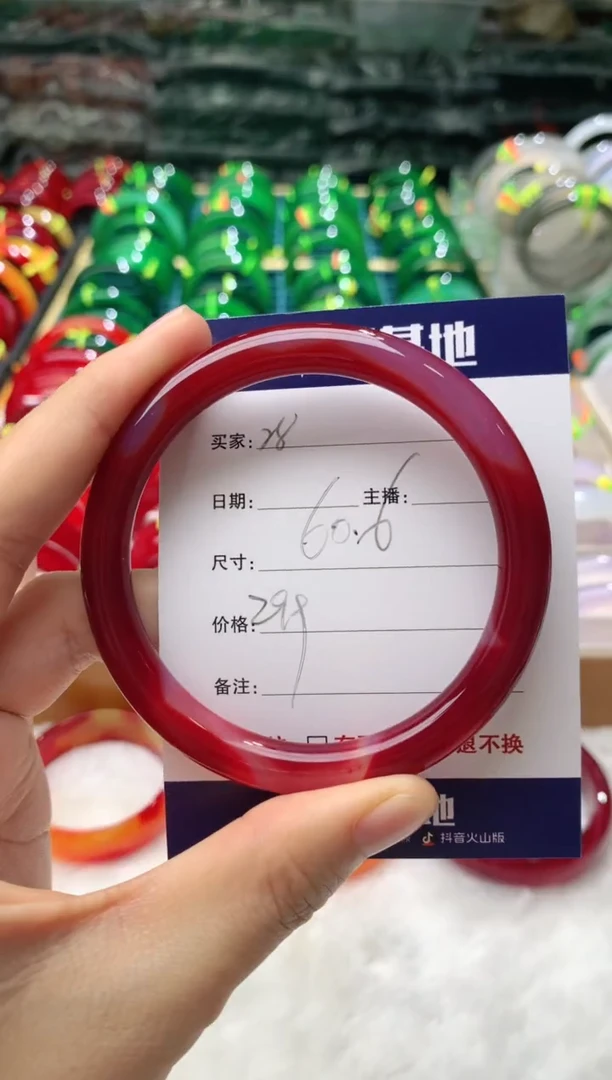 基地
买家: 28
日期: 主播:
60.6
尺寸:
价格: 299
备注:
退不换
地
抖音火山版